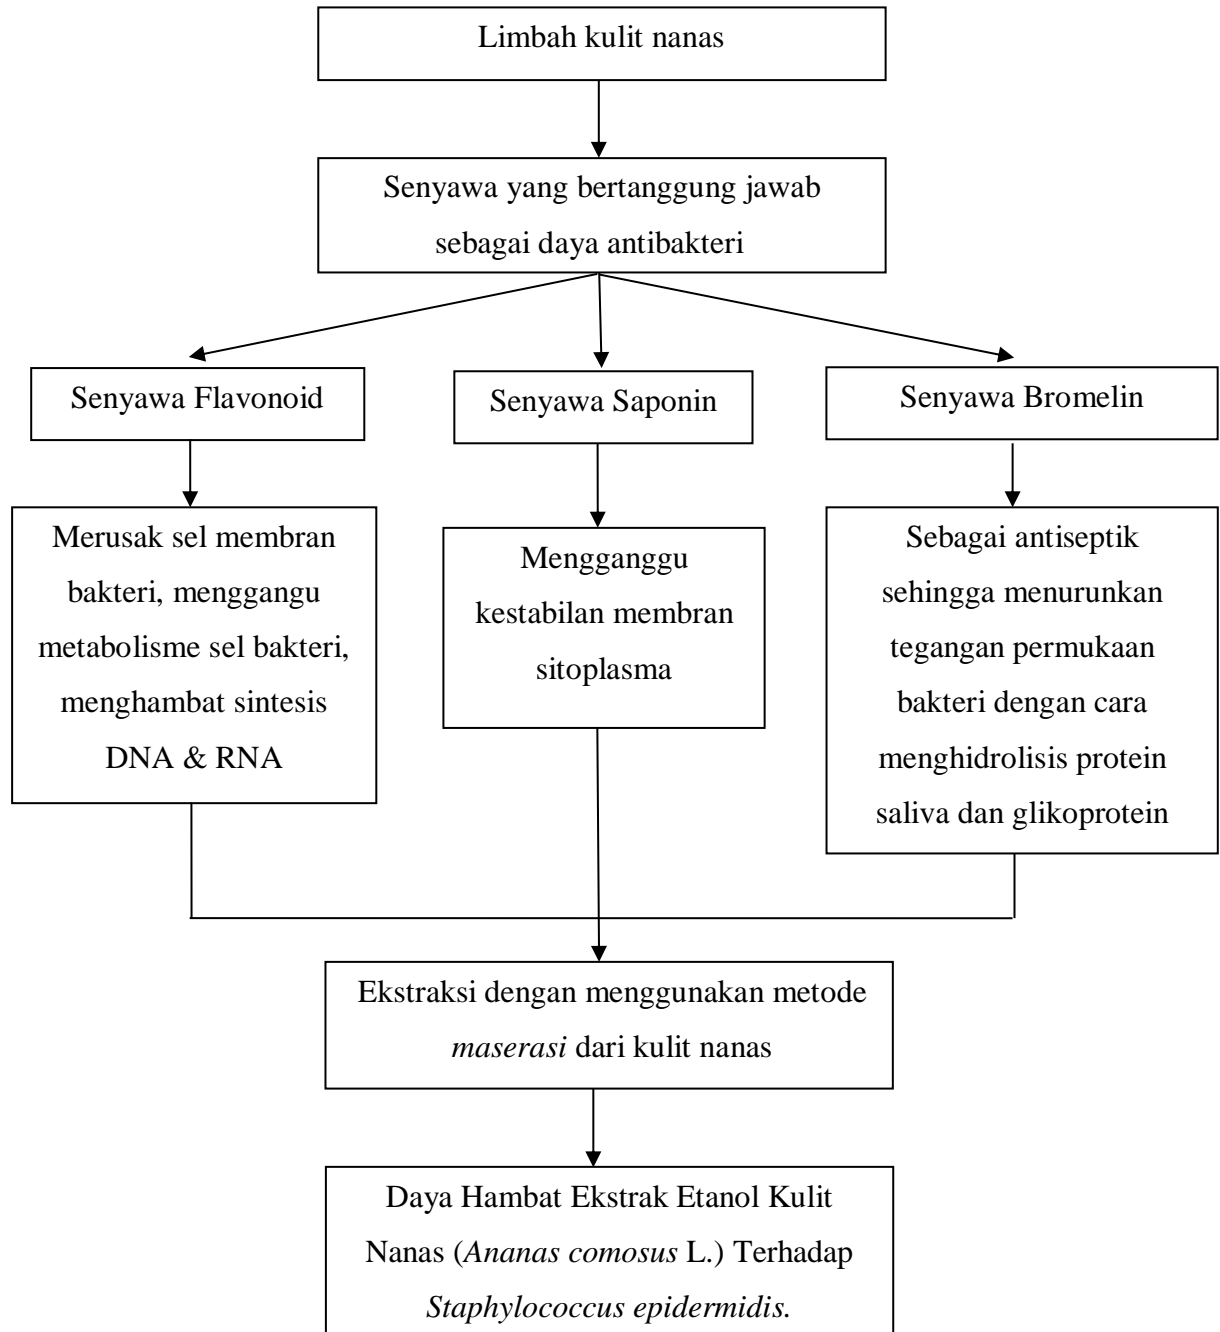 Limbah kulit nanas
Senyawa yang bertanggung jawab
sebagai daya antibakteri
Senyawa Flavonoid
Senyawa Saponin
Senyawa Bromelin
Merusak sel membran
bakteri, menggangu
metabolisme sel bakteri,
menghambat sintesis
DNA & RNA
Mengganggu
kestabilan membran
sitoplasma
Sebagai antiseptik
sehingga menurunkan
tegangan permukaan
bakteri dengan cara
menghidrolisis protein
saliva dan glikoprotein
Ekstraksi dengan menggunakan metode
maserasi dari kulit nanas
Daya Hambat Ekstrak Etanol Kulit
Nanas (Ananas comosus L.) Terhadap
Staphylococcus epidermidis.